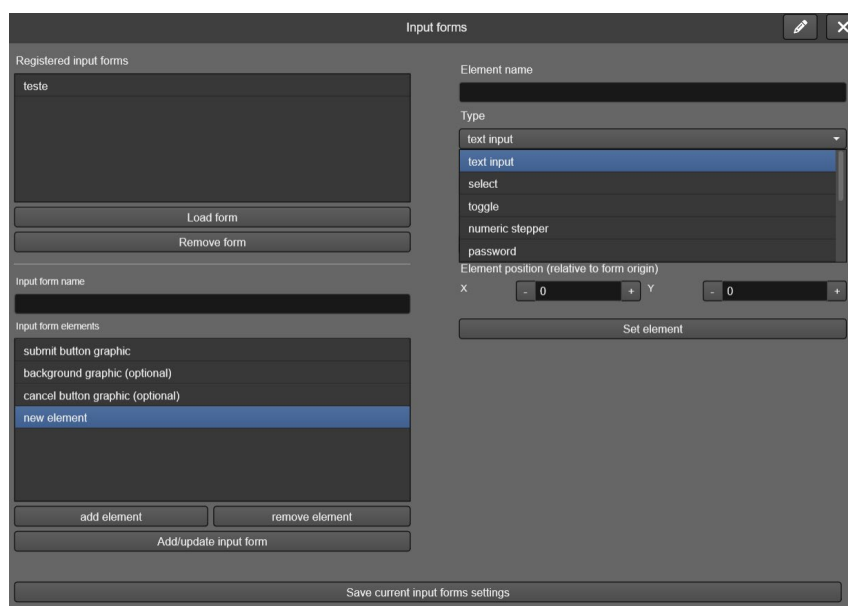 Input forms
Registered input forms
teste
Load form
Remove form
Input form name
Input form elements
submit button graphic
background graphic (optional)
cancel button graphic (optional)
new element
add element remove element
Add/update input form
Element name
Type
text input
text input
select
toggle
numeric stepper
password
Element position (relative to form origin)
X - 0 + Y - 0 +
Set element
Save current input forms settings